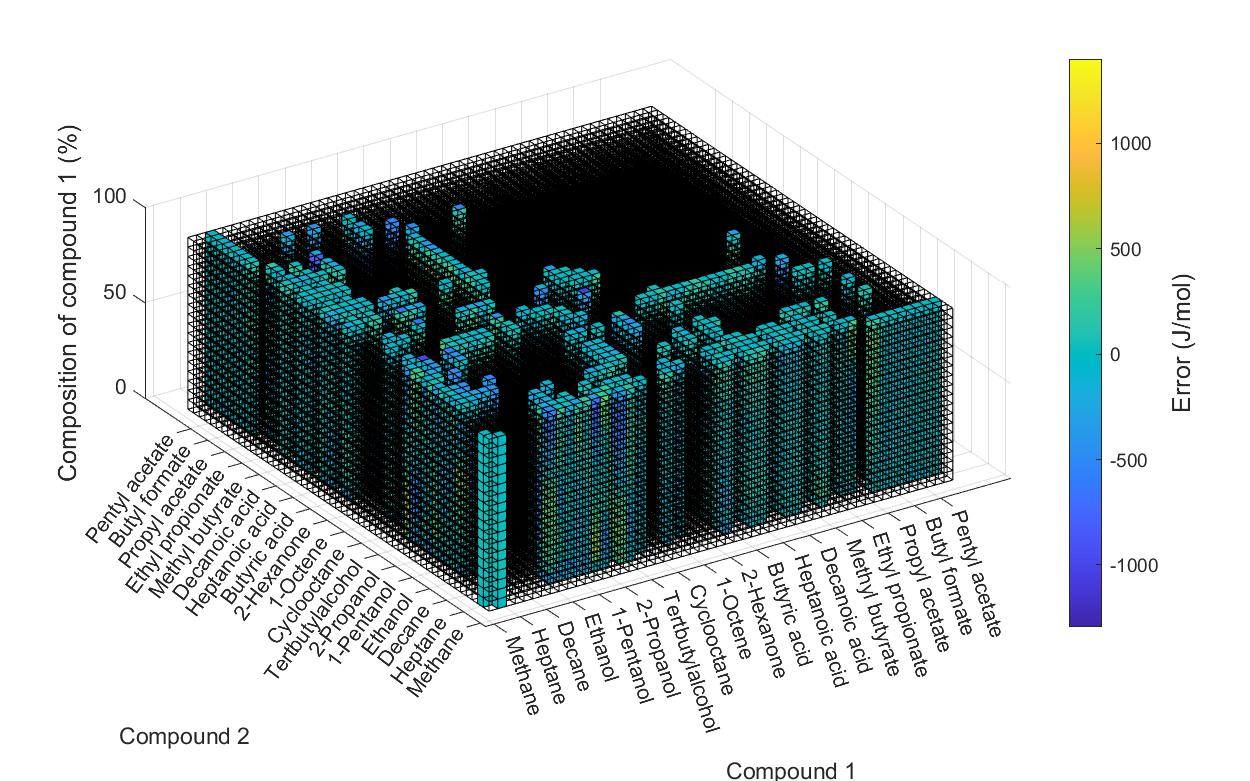 Composition of compound 1 (%)
100
50
0
Pentyl acetate
Butyl formate
Propyl acetate
Ethyl propionate
Methyl butyrate
Decanoic acid
Heptanoic acid
Butyric acid
2-Hexanone
1-Octene
Cyclooctane
Tertbutylalcohol
2-Propanol
1-Pentanol
Ethanol
Decane
Heptane
Methane
Compound 2
Methane
Heptane
Decane
Ethanol
1-Pentanol
2-Propanol
Tertbutylalcohol
Cyclooctane
1-Octene
2-Hexanone
Butyric acid
Heptanoic acid
Decanoic acid
Methyl butyrate
Ethyl propionate
Propyl acetate
Butyl formate
Pentyl acetate
Compound 1
1000
500
0
-500
-1000
Error (J/mol)